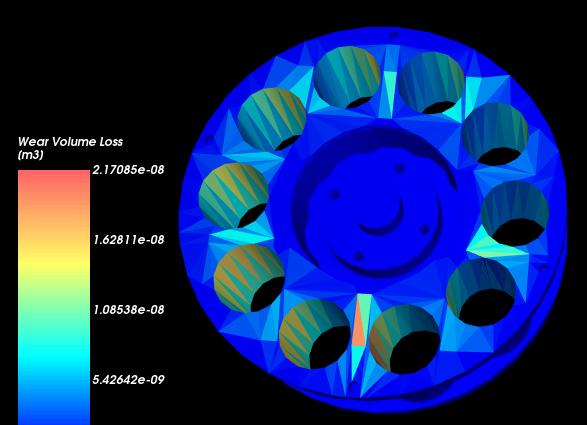 Wear Volume Loss
(m3)
2.17085e-08
1.62811e-08
1.08538e-08
5.42642e-09